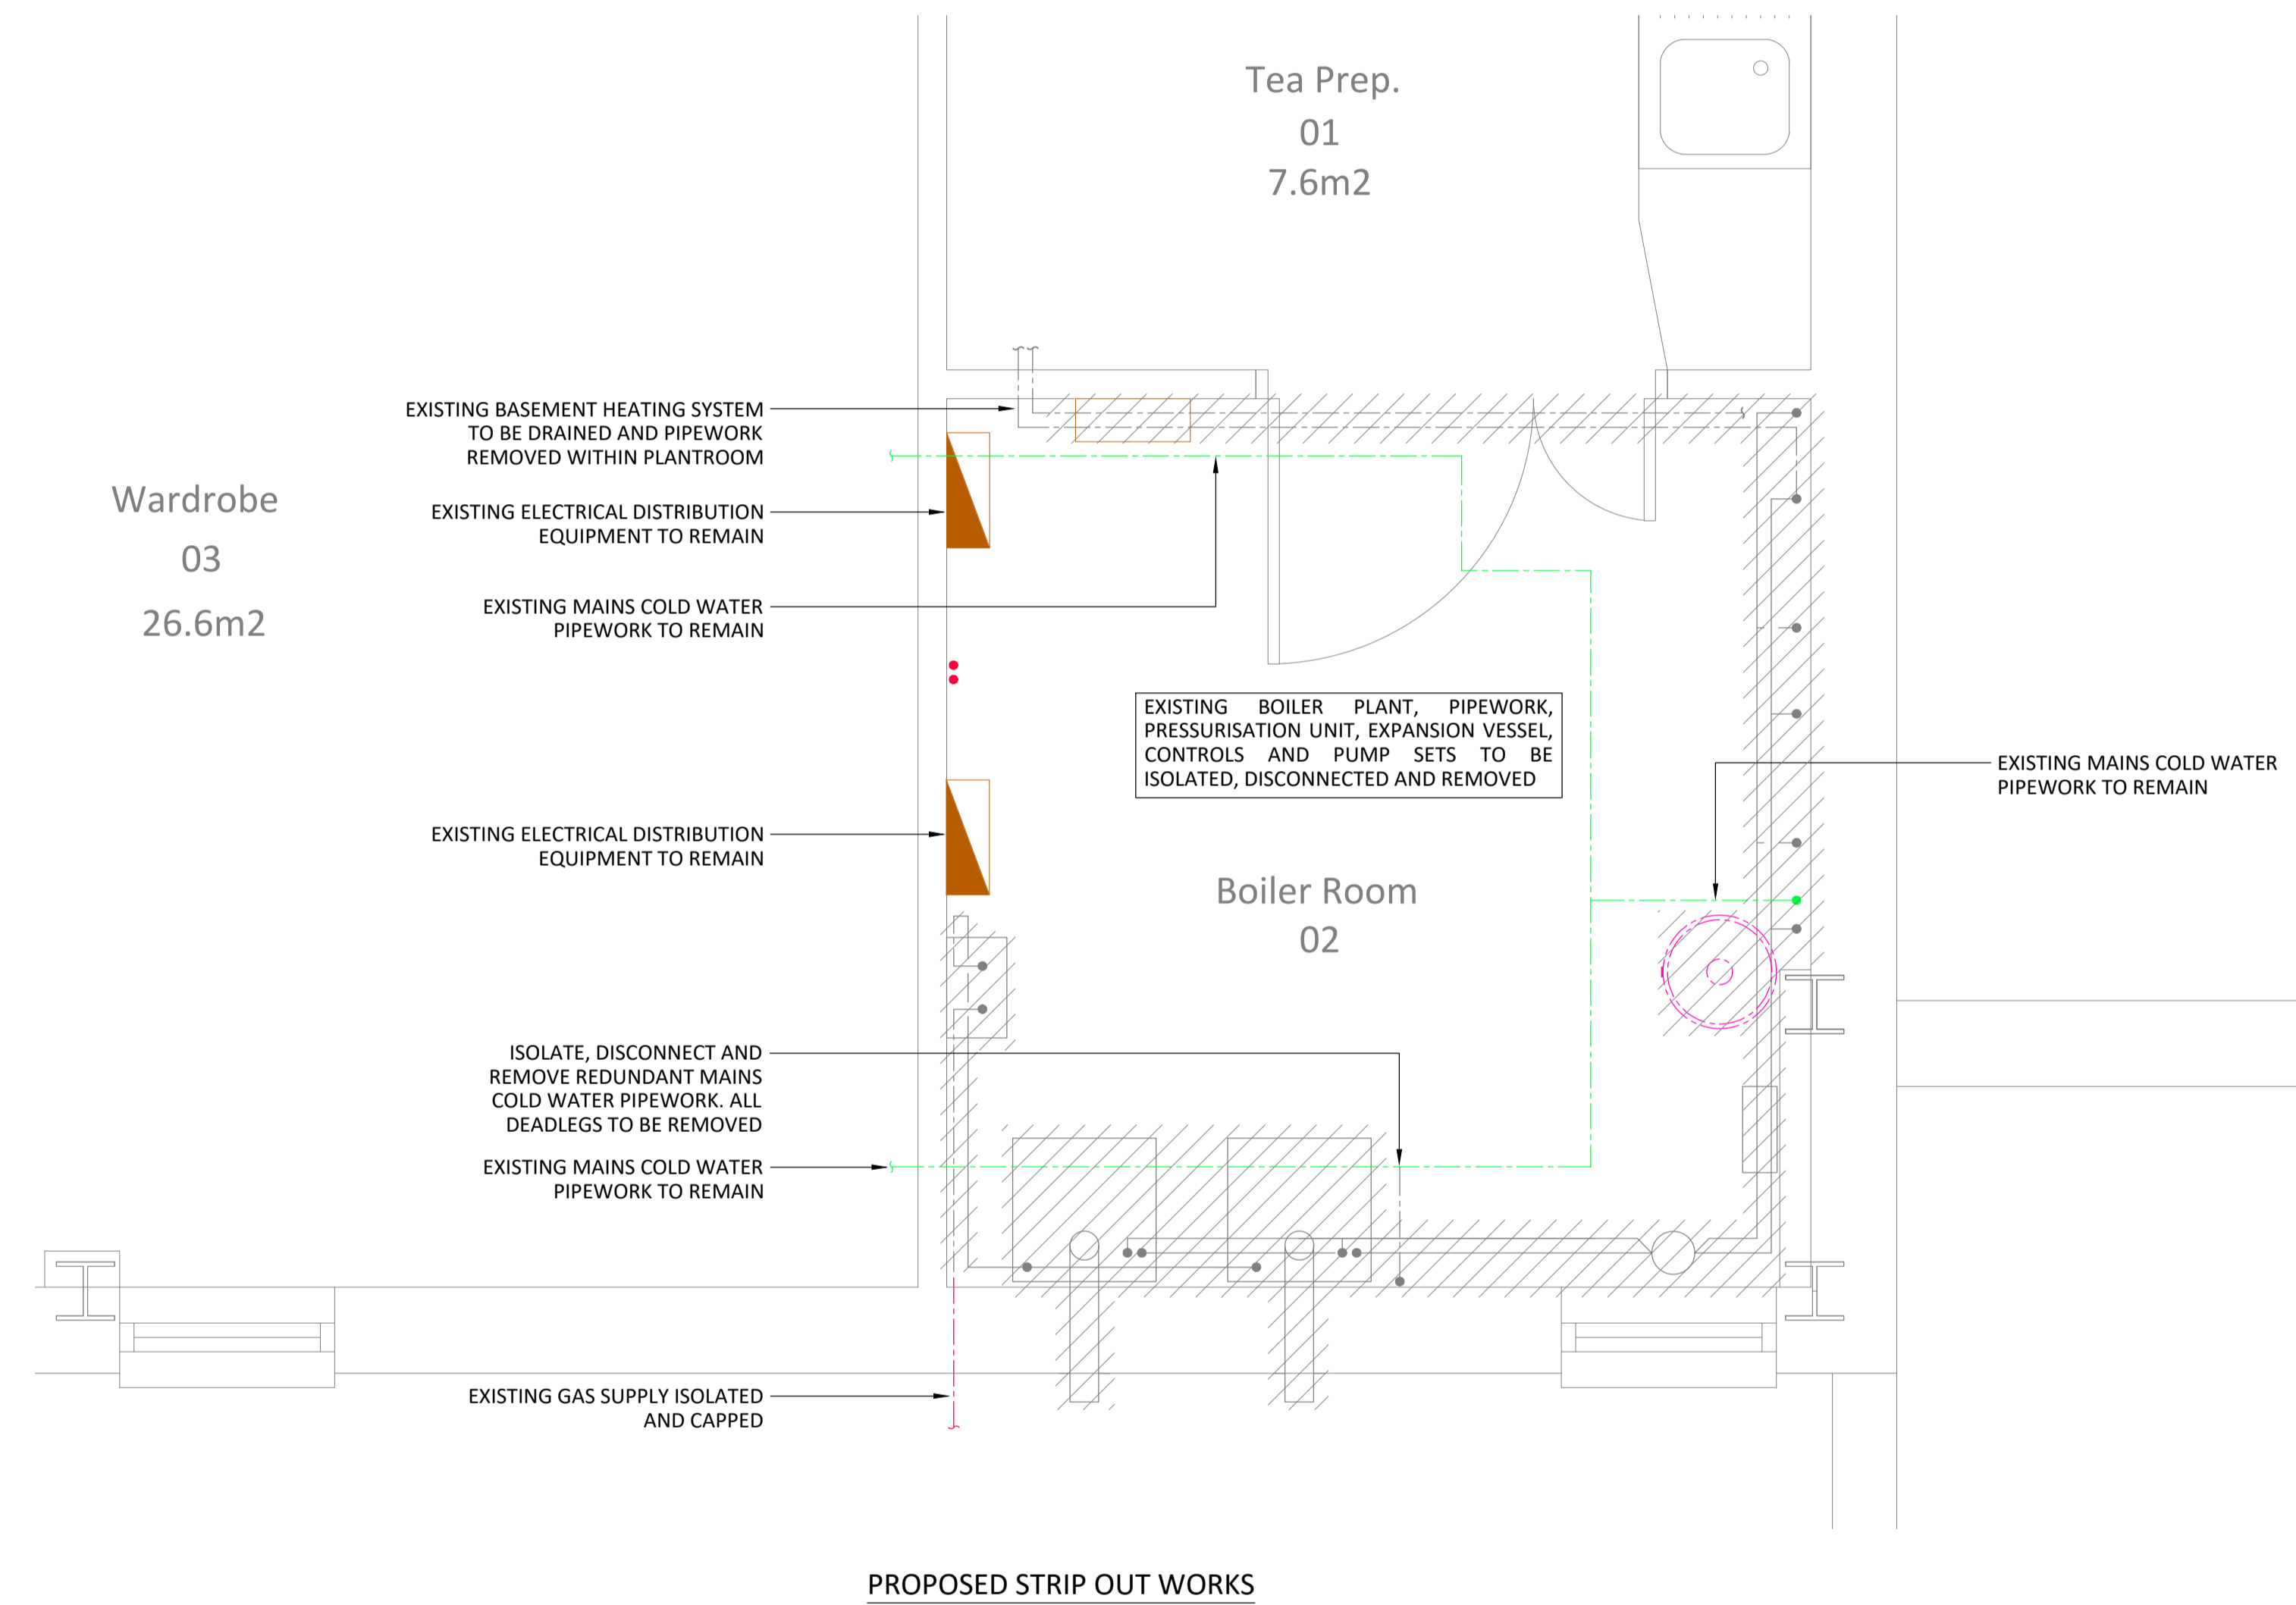 Tea Prep.
01
7.6m2
EXISTING BASEMENT HEATING SYSTEM
TO BE DRAINED AND PIPEWORK
REMOVED WITHIN PLANTROOM
Wardrobe
03
26.6m2
EXISTING ELECTRICAL DISTRIBUTION
EQUIPMENT TO REMAIN
EXISTING MAINS COLD WATER
PIPEWORK TO REMAIN
EXISTING BOILER PLANT, PIPEWORK,
PRESSURISATION UNIT, EXPANSION VESSEL,
CONTROLS AND PUMP SETS TO BE
ISOLATED, DISCONNECTED AND REMOVED
EXISTING MAINS COLD WATER
PIPEWORK TO REMAIN
EXISTING ELECTRICAL DISTRIBUTION
EQUIPMENT TO REMAIN
Boiler Room
02
ISOLATE, DISCONNECT AND
REMOVE REDUNDANT MAINS
COLD WATER PIPEWORK. ALL
DEADLEGS TO BE REMOVED
EXISTING MAINS COLD WATER
PIPEWORK TO REMAIN
EXISTING GAS SUPPLY ISOLATED
AND CAPPED
PROPOSED STRIP OUT WORKS